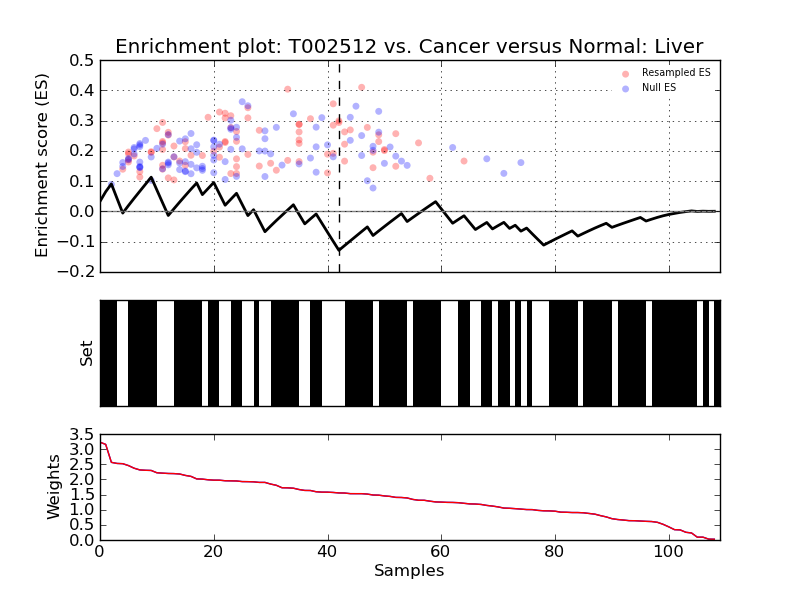 Enrichment plot: T002512 vs. Cancer versus Normal: Liver
Enrichment score (ES)
0.5
0.4
0.3
0.2
0.1
0.0
−0.1
−0.2
Resampled ES
Null ES
Set
Weights
3.5
3.0
2.5
2.0
1.5
1.0
0.5
0.0
0 20 40 60 80 100
Samples